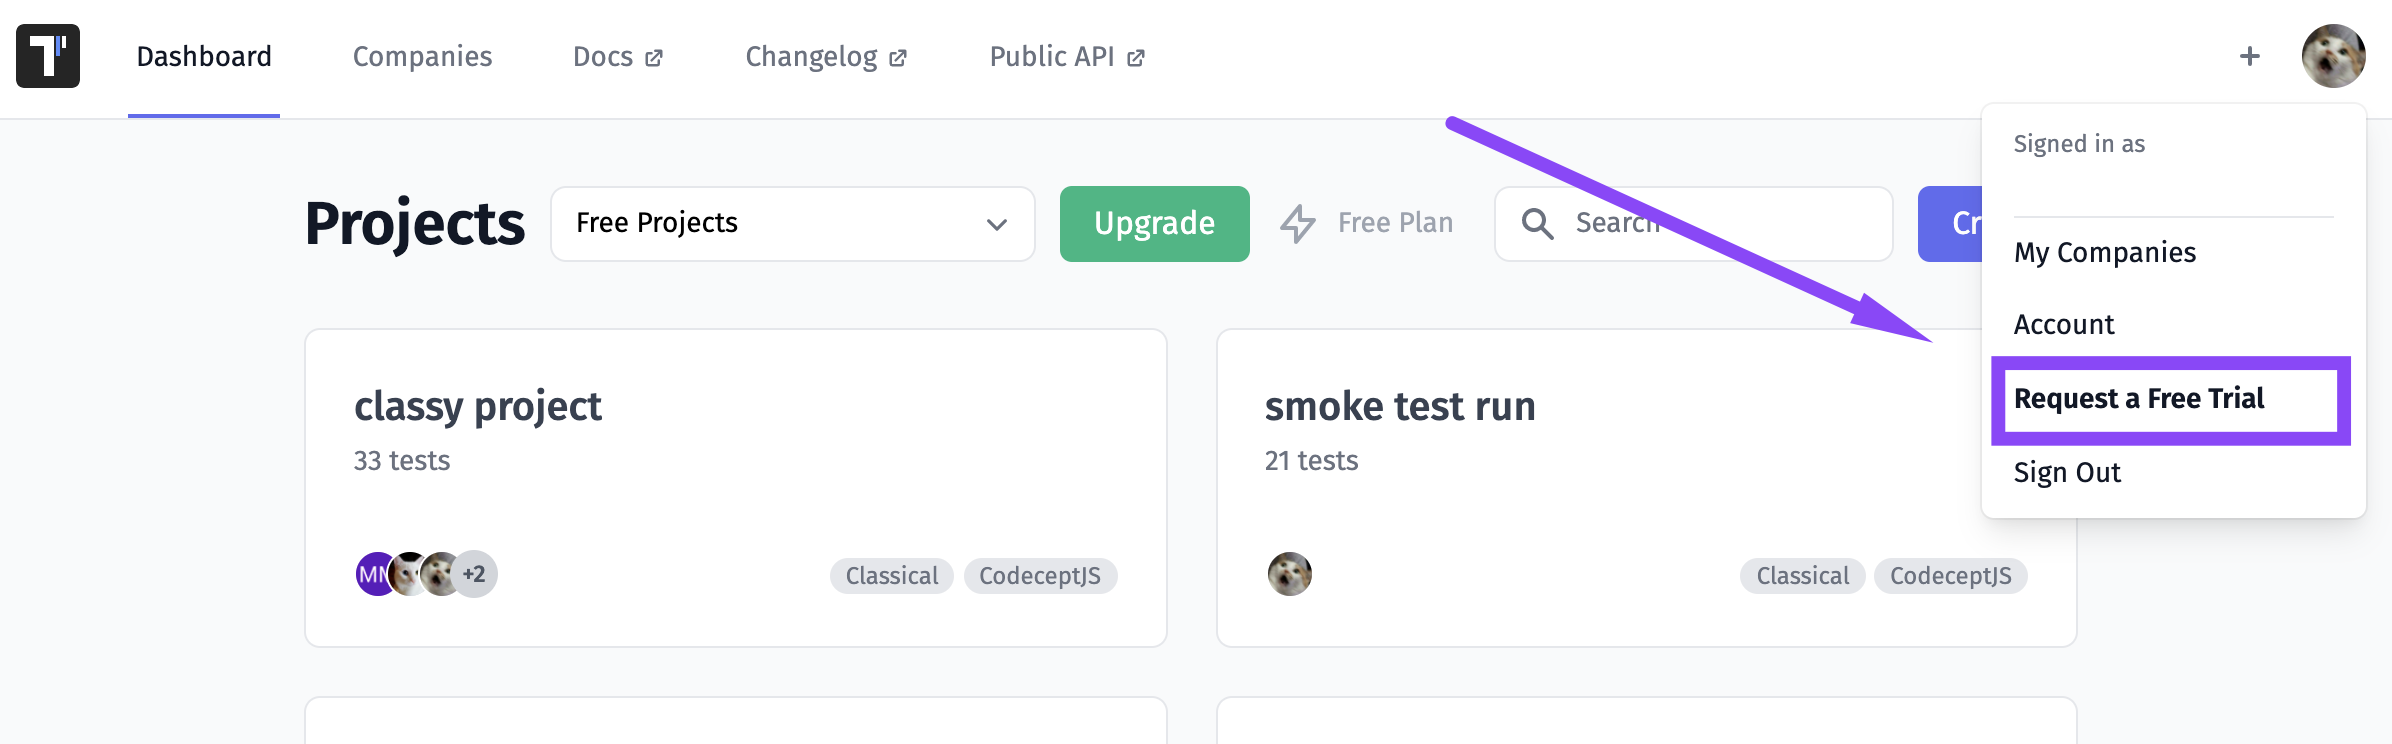 Dashboard
Companies
Docs
Changelog
Public API
+
Signed in as
Projects
Free Projects
Upgrade
Free Plan
Search
Cr
My Companies
Account
Request a Free Trial
Sign Out
classy project
33 tests
+2
Classical
CodeceptJS
smoke test run
21 tests
Classical
CodeceptJS